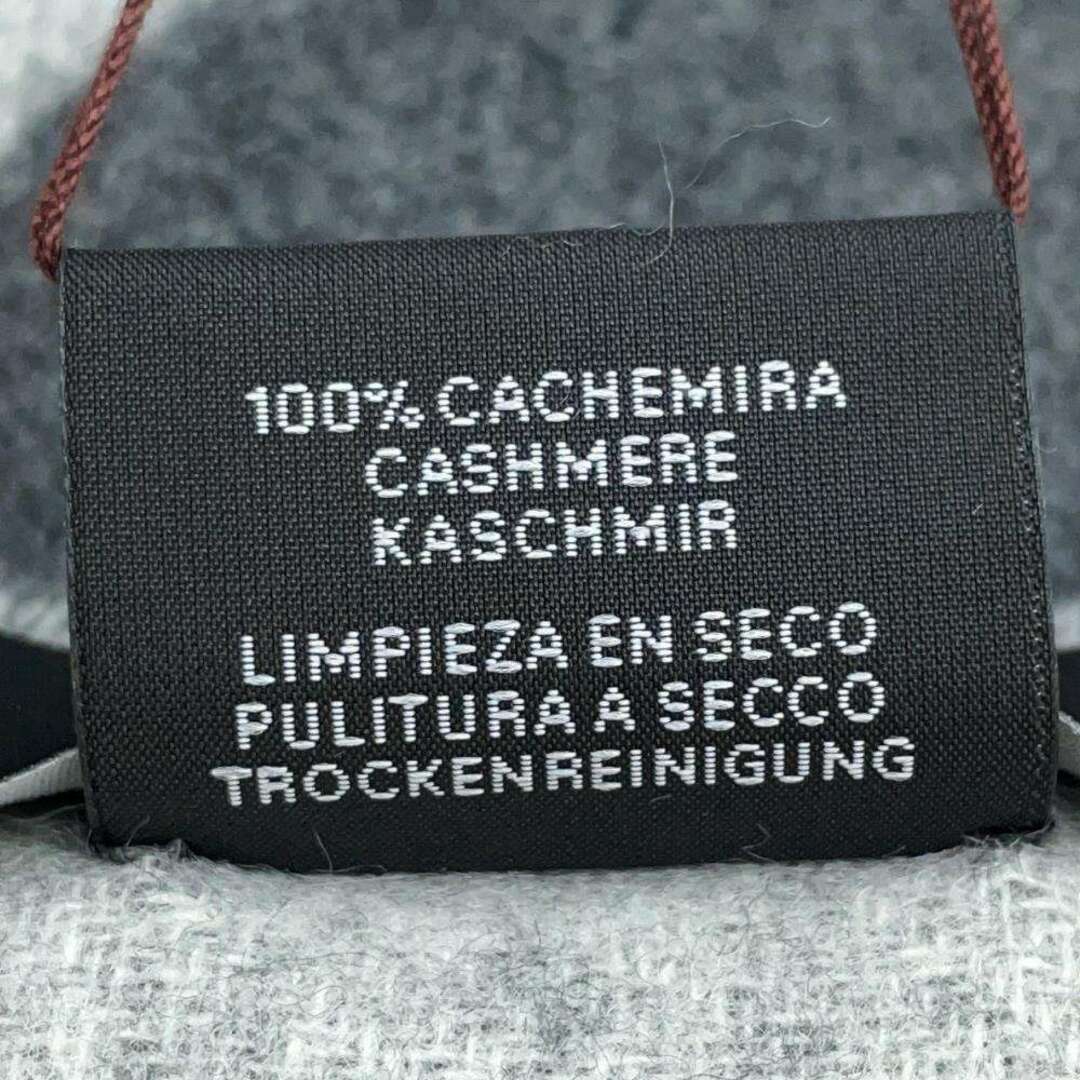 100% CACHEMIRA
CASHMERE
KASCHMIR
LIMPIEZA EN SECO
PULITURA A SECCO
TROCKENREINIGUNG